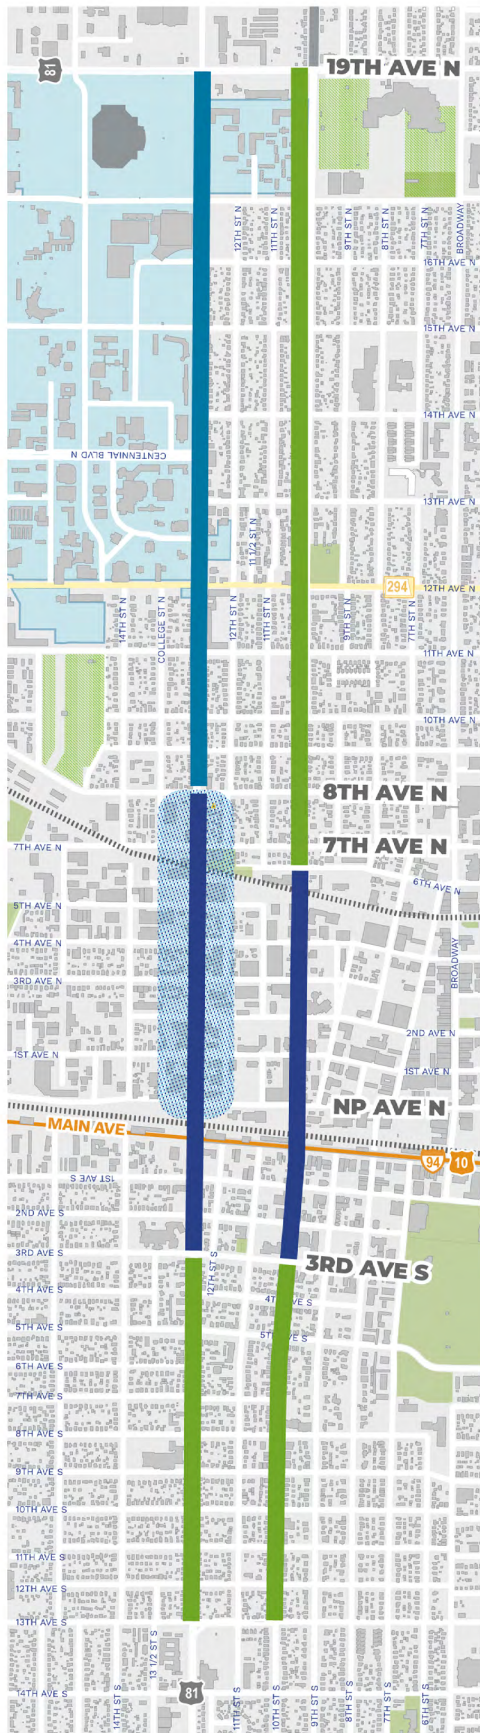 19TH AVE N
81
12TH ST N
11TH ST N
9TH ST N
8TH ST N
7TH ST N
BROADWAY
16TH AVE N
15TH AVE N
14TH AVE N
CENTENNIAL BLVD N
13TH AVE N
11 1/2 ST N
294
12TH AVE N
14TH ST N
COLLEGE ST N
12TH ST N
11TH ST N
9TH ST N
7TH ST N
11TH AVE N
10TH AVE N
8TH AVE N
7TH AVE N
7TH AVE N
6TH AVE N
5TH AVE N
4TH AVE N
BROADWAY
3RD AVE N
2ND AVE N
1ST AVE N
1ST AVE N
NP AVE N
MAIN AVE
94
10
1ST AVE S
2ND AVE S
3RD AVE S
12TH ST S
3RD AVE S
4TH AVE S
4TH AVE S
5TH AVE S
5TH AVE S
6TH AVE S
7TH AVE S
8TH AVE S
9TH AVE S
10TH AVE S
11TH AVE S
12TH AVE S
13TH AVE S
13 1/2 ST S
14TH AVE S
14TH ST S
81
11TH ST S
10TH ST S
9TH ST S
8TH ST S
7TH ST S
6TH ST S